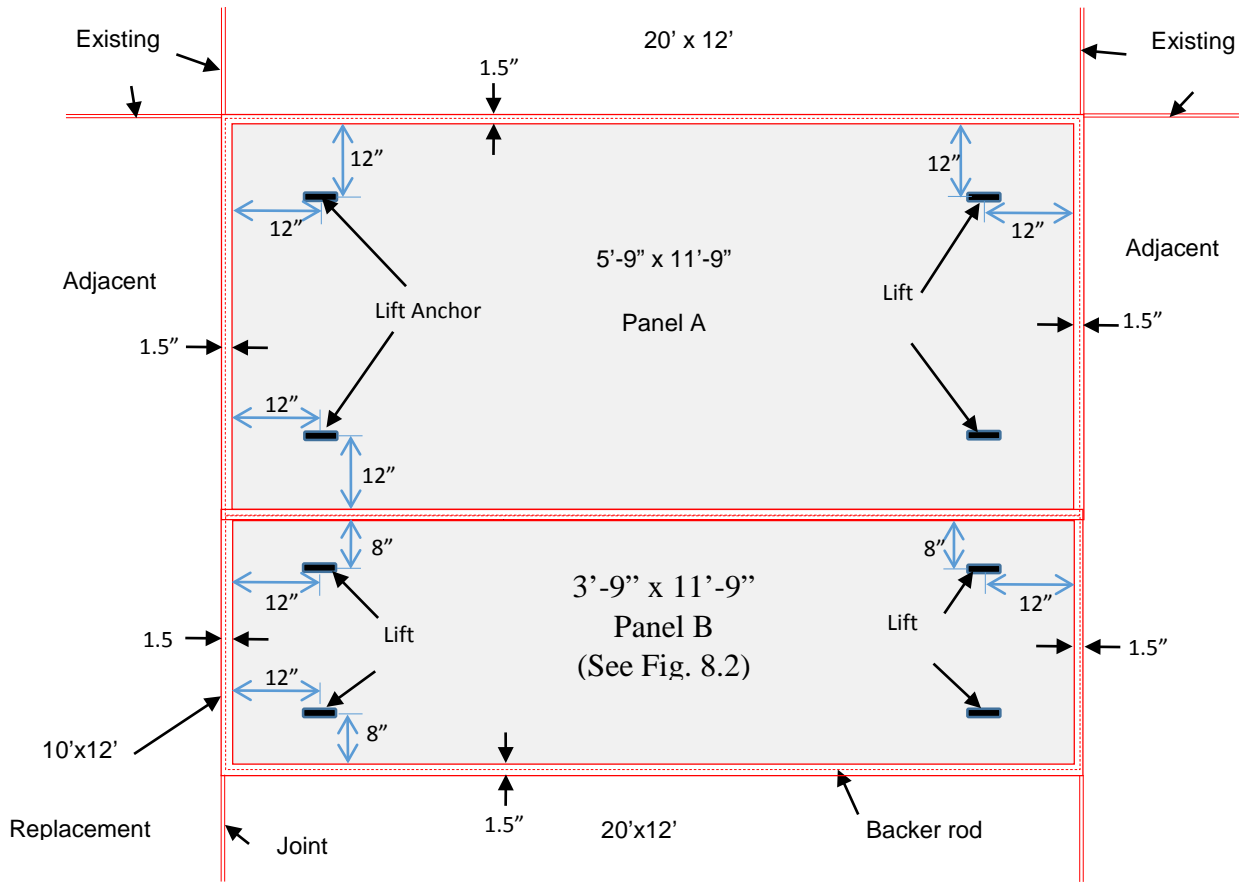 Existing
20’ x 12’
Existing
1.5”
12”
12”
12”
12”
5’-9” x 11’-9”
Adjacent
Adjacent
Lift Anchor
Lift
Panel A
1.5”
1.5”
12”
12”
8”
8”
3’-9” x 11’-9”
12”
12”
Panel B
Lift
Lift
1.5
1.5”
(See Fig. 8.2)
12”
8”
10’x12’
1.5”
Replacement
20’x12’
Backer rod
Joint